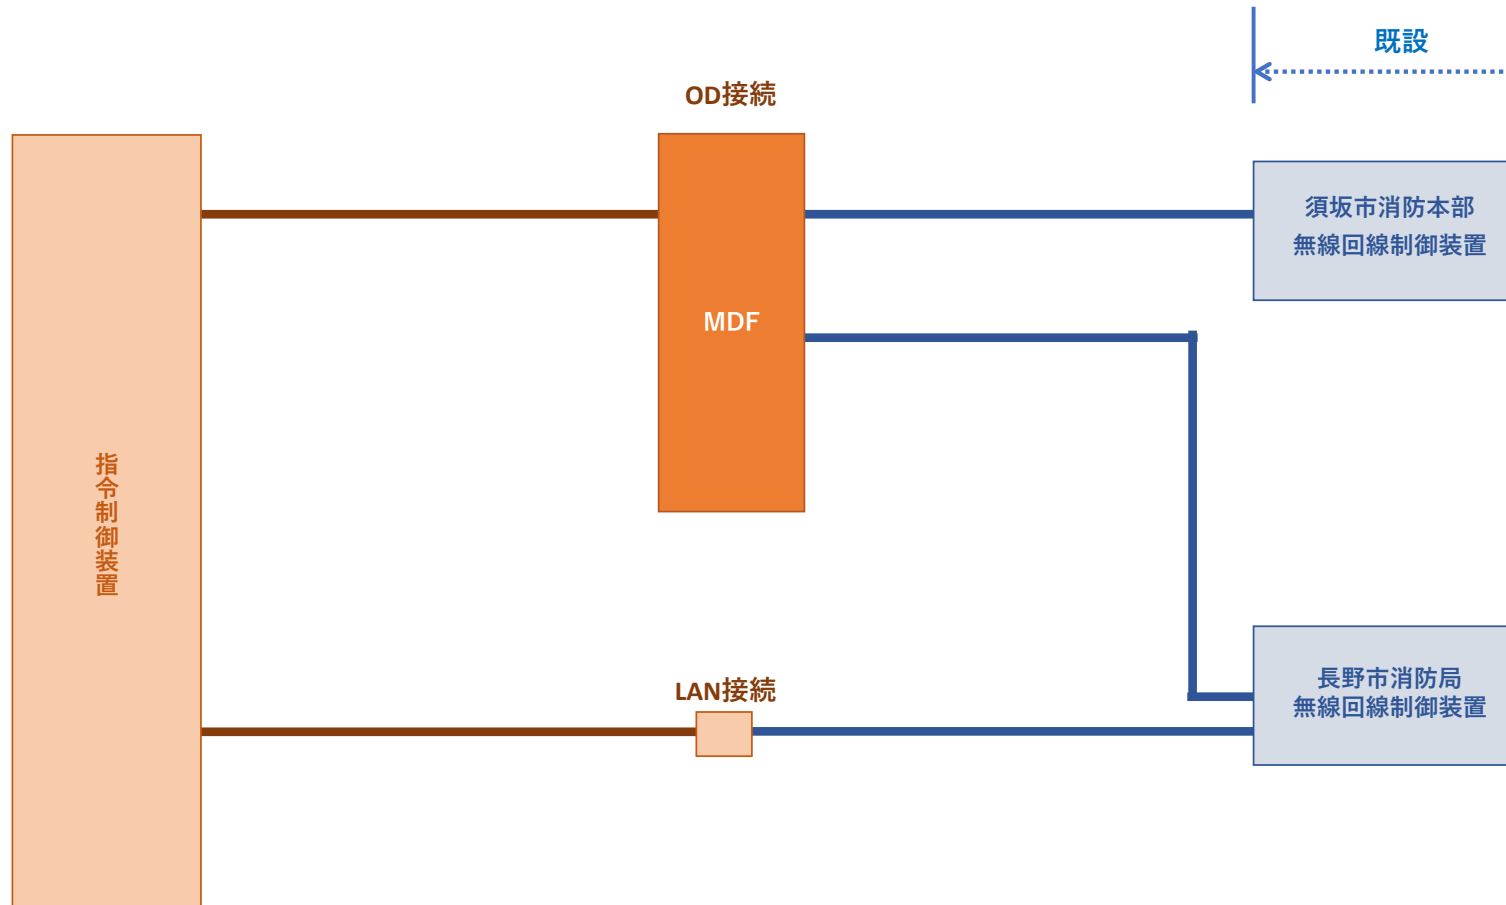 既設
OD接続
須坂市消防本部
無線回線制御装置
MDF
指令制御装置
LAN接続
長野市消防局
無線回線制御装置